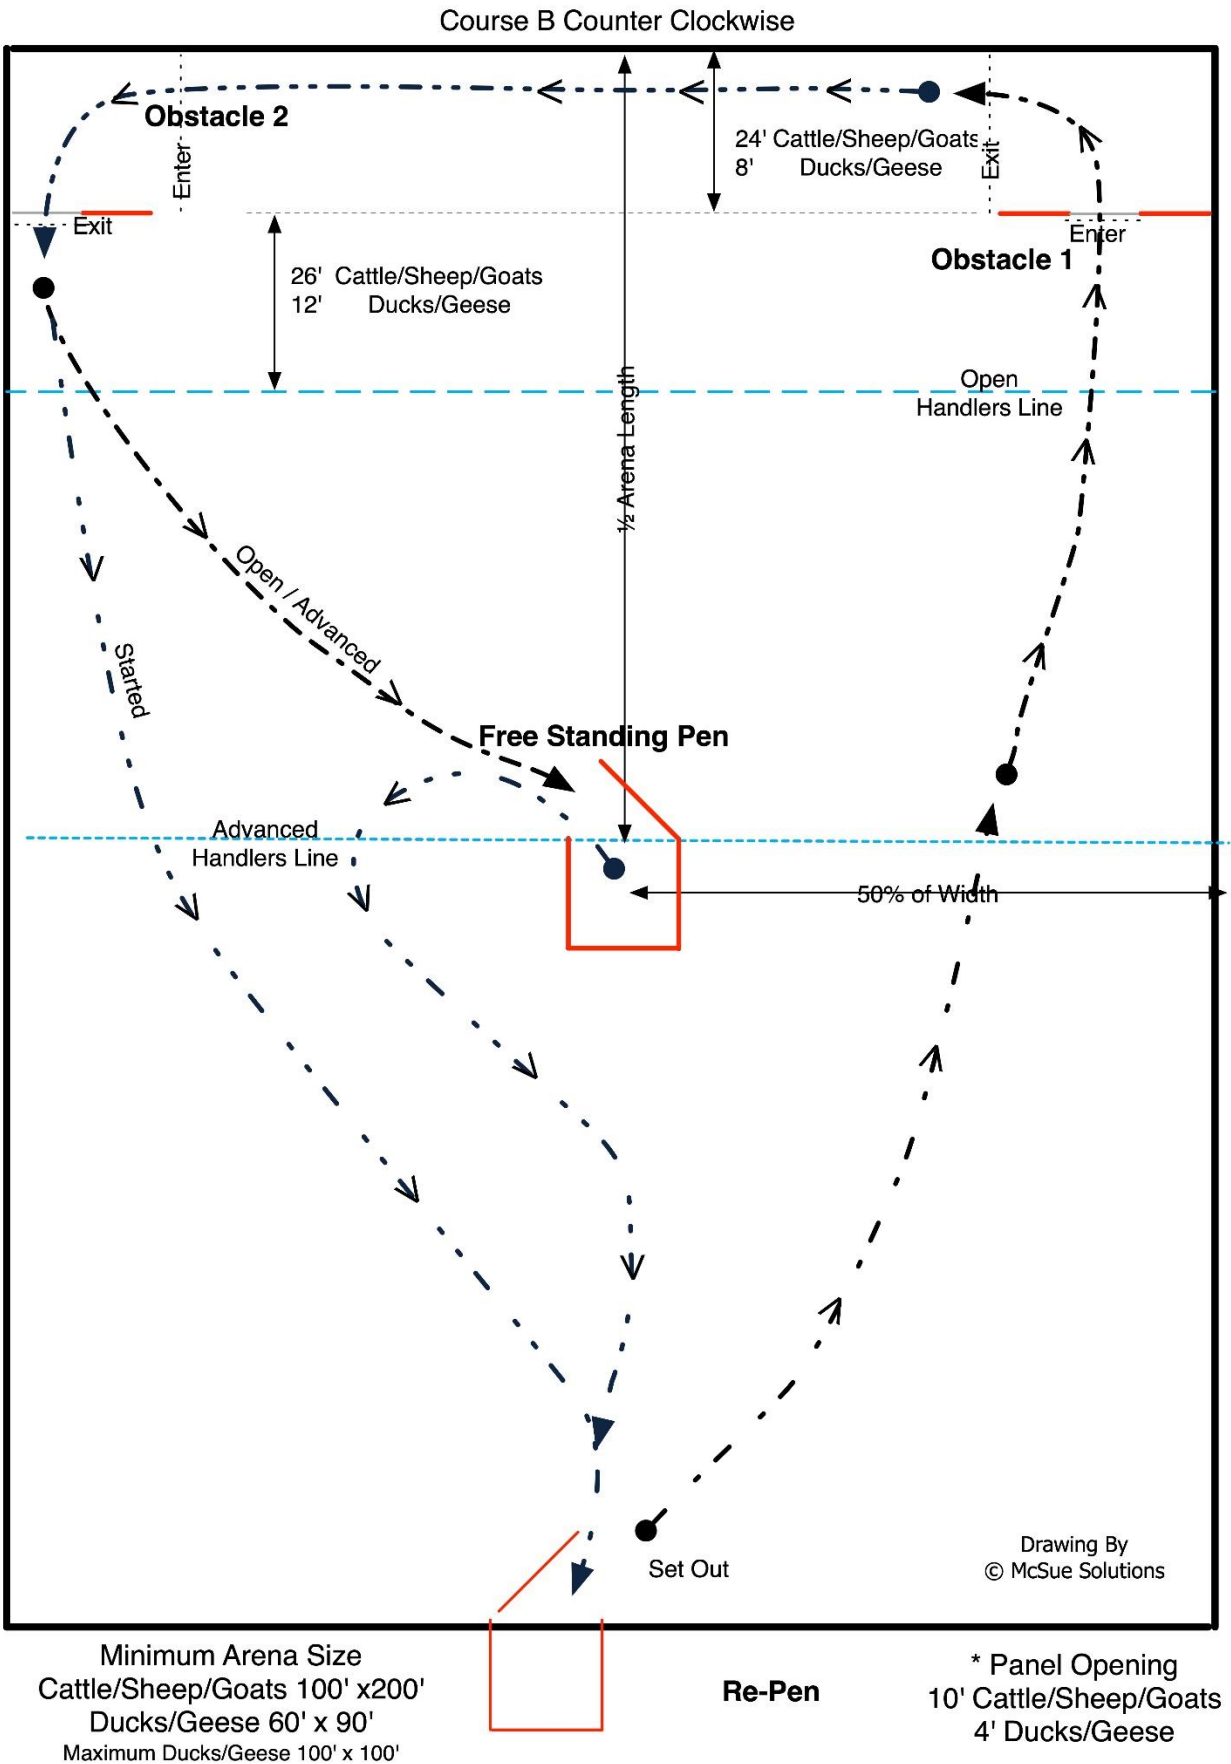 Course B Counter Clockwise
Obstacle 2
Enter
24' Cattle/Sheep/Goats
8' Ducks/Geese
Exit
Exit
Enter
Obstacle 1
26' Cattle/Sheep/Goats
12' Ducks/Geese
Open
Handlers Line
½ Arena Length
Open / Advanced
Started
Free Standing Pen
Advanced
Handlers Line
50% of Width
Set Out
Drawing By
© McSue Solutions
Minimum Arena Size
Cattle/Sheep/Goats 100' x200'
Ducks/Geese 60' x 90'
Maximum Ducks/Geese 100' x 100'
Re-Pen
* Panel Opening
10' Cattle/Sheep/Goats
4' Ducks/Geese